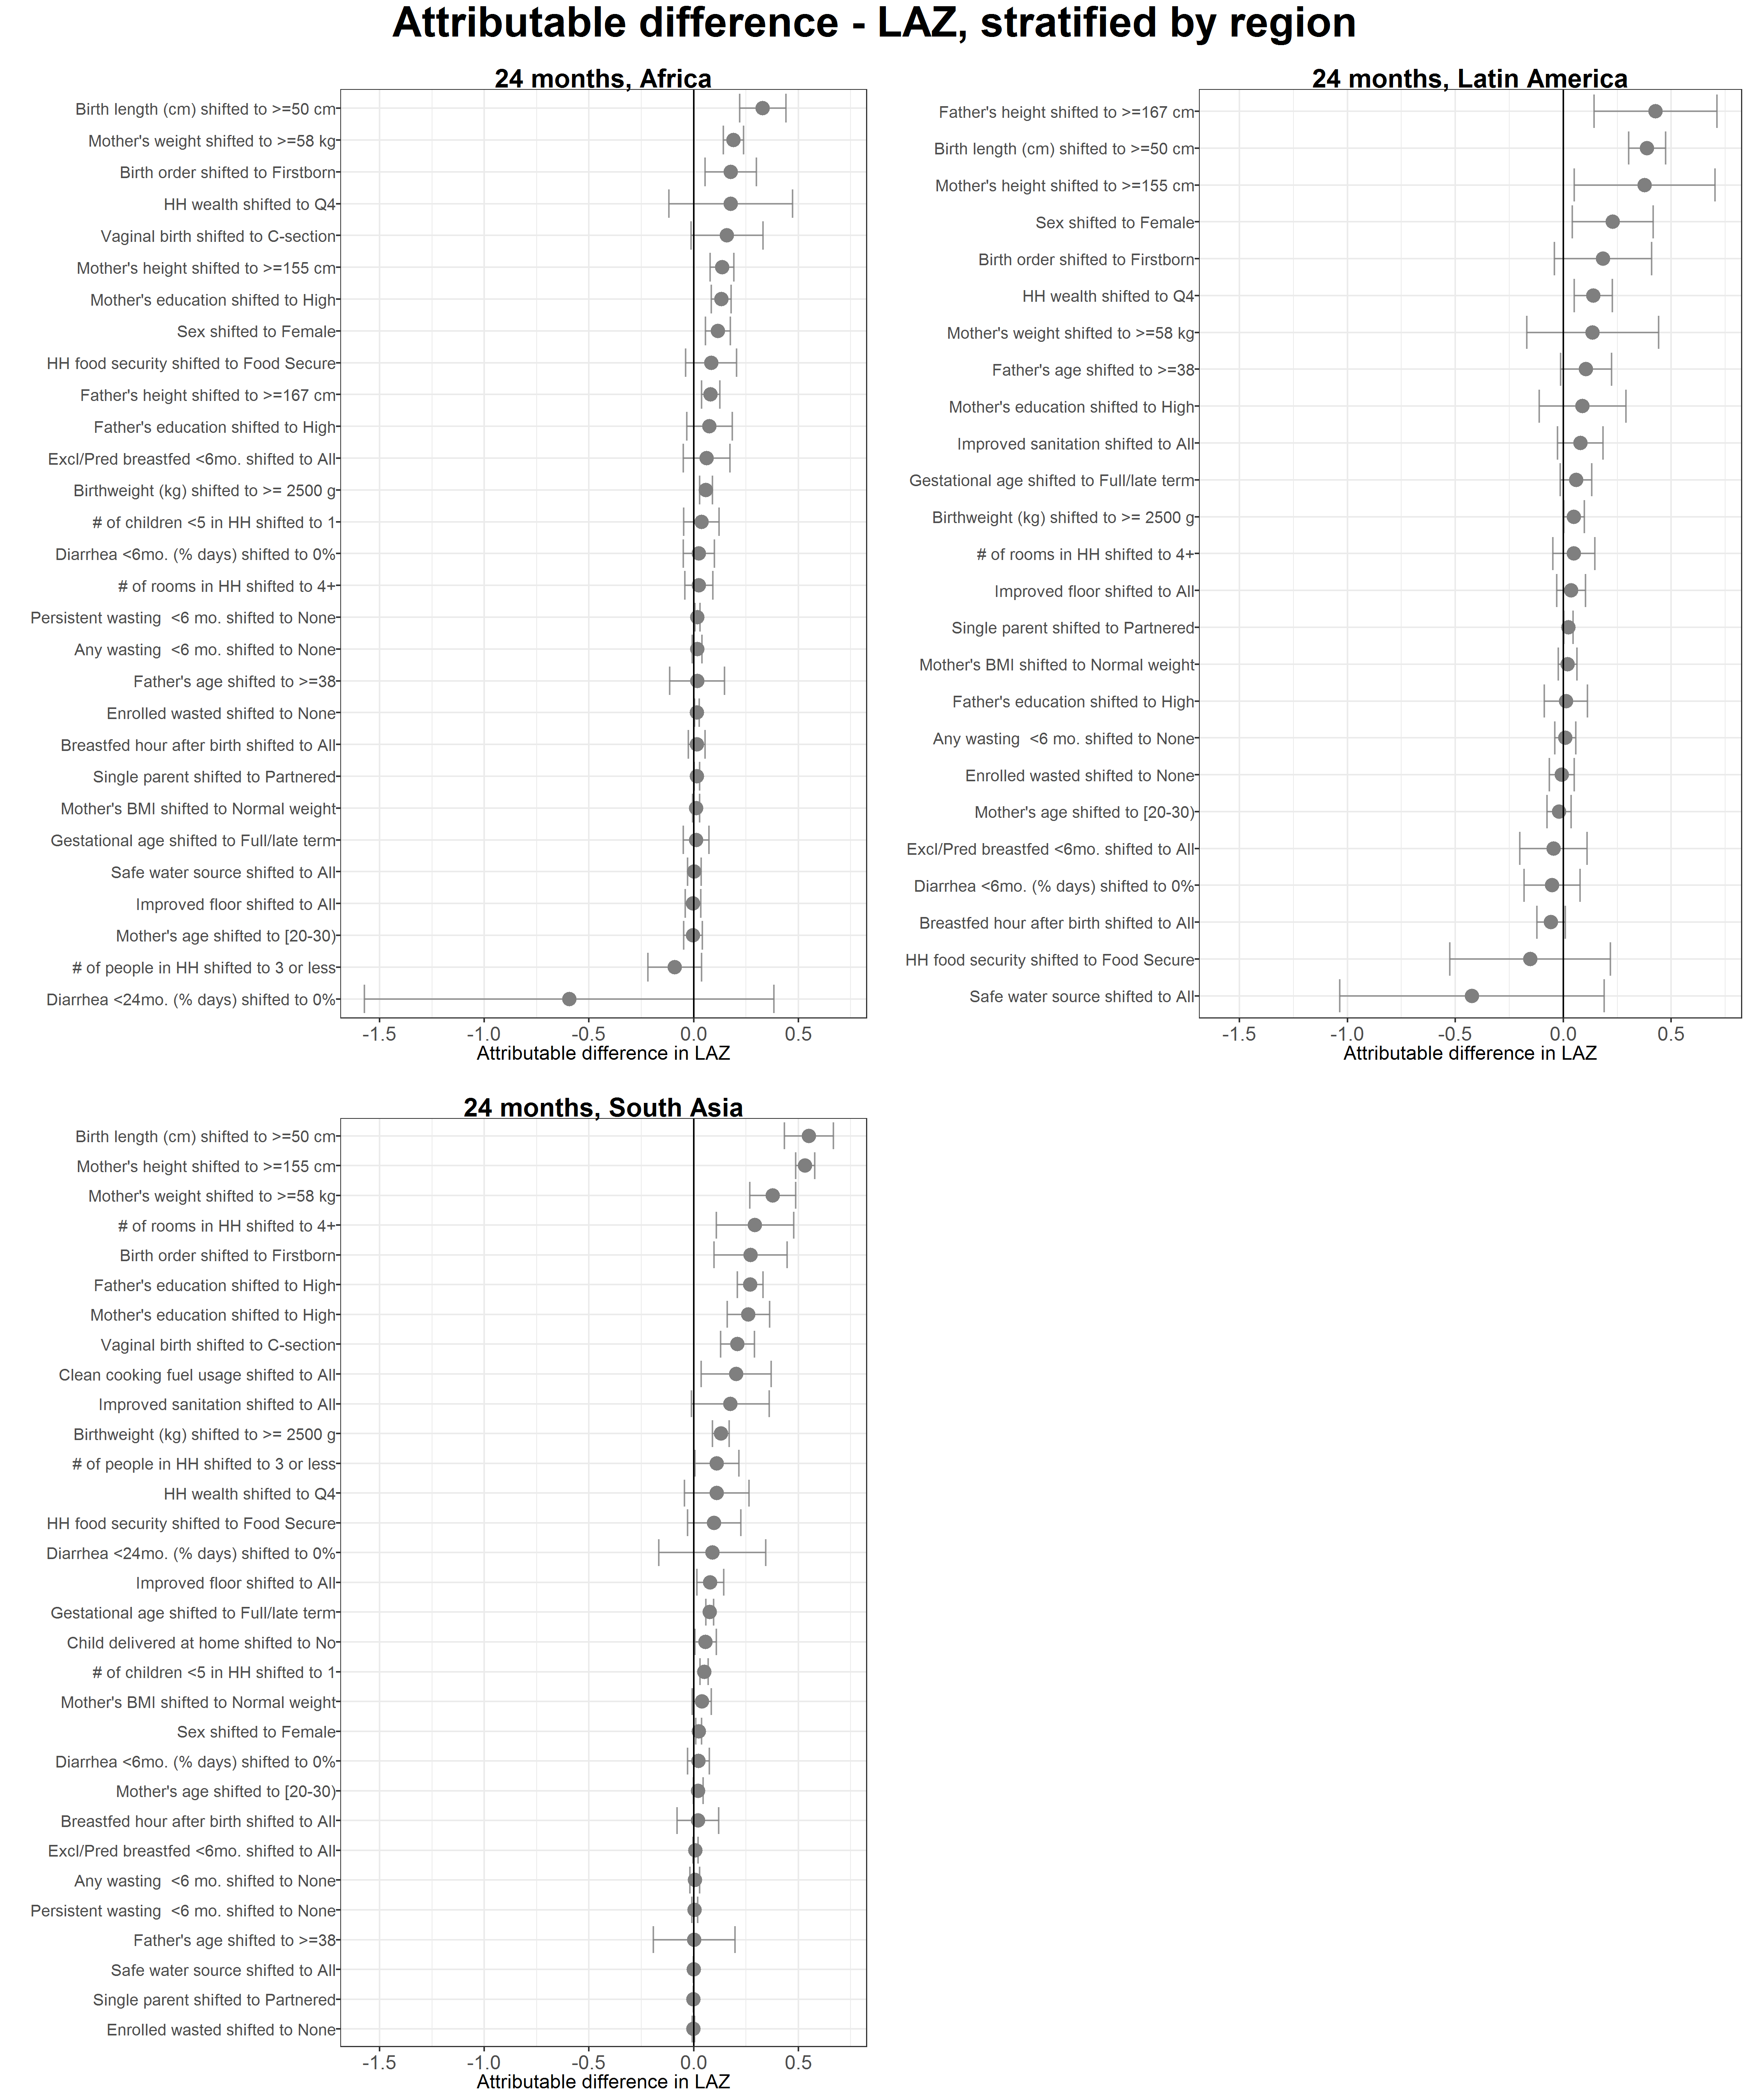 Attributable difference - LAZ, stratified by region
24 months, Africa
Birth length (cm) shifted to >=50 cm
Mother's weight shifted to >=58 kg
Birth order shifted to Firstborn
HH wealth shifted to Q4
Vaginal birth shifted to C-section
Mother's height shifted to >=155 cm
Mother's education shifted to High
Sex shifted to Female
HH food security shifted to Food Secure
Father's height shifted to >=167 cm
Father's education shifted to High
Excl/Pred breastfed <6mo. shifted to All
Birthweight (kg) shifted to >= 2500 g
# of children <5 in HH shifted to 1
Diarrhea <6mo. (% days) shifted to 0%
# of rooms in HH shifted to 4+
Persistent wasting  <6 mo. shifted to None
Any wasting  <6 mo. shifted to None
Father's age shifted to >=38
Enrolled wasted shifted to None
Breastfed hour after birth shifted to All
Single parent shifted to Partnered
Mother's BMI shifted to Normal weight
Gestational age shifted to Full/late term
Safe water source shifted to All
Improved floor shifted to All
Mother's age shifted to [20-30)
# of people in HH shifted to 3 or less
Diarrhea <24mo. (% days) shifted to 0%
-1.5 -1.0 -0.5 0.0 0.5
Attributable difference in LAZ
24 months, Latin America
Father's height shifted to >=167 cm
Birth length (cm) shifted to >=50 cm
Mother's height shifted to >=155 cm
Sex shifted to Female
Birth order shifted to Firstborn
HH wealth shifted to Q4
Mother's weight shifted to >=58 kg
Father's age shifted to >=38
Mother's education shifted to High
Improved sanitation shifted to All
Gestational age shifted to Full/late term
Birthweight (kg) shifted to >= 2500 g
# of rooms in HH shifted to 4+
Improved floor shifted to All
Single parent shifted to Partnered
Mother's BMI shifted to Normal weight
Father's education shifted to High
Any wasting  <6 mo. shifted to None
Enrolled wasted shifted to None
Mother's age shifted to [20-30)
Excl/Pred breastfed <6mo. shifted to All
Diarrhea <6mo. (% days) shifted to 0%
Breastfed hour after birth shifted to All
HH food security shifted to Food Secure
Safe water source shifted to All
-1.5 -1.0 -0.5 0.0 0.5
Attributable difference in LAZ
24 months, South Asia
Birth length (cm) shifted to >=50 cm
Mother's height shifted to >=155 cm
Mother's weight shifted to >=58 kg
# of rooms in HH shifted to 4+
Birth order shifted to Firstborn
Father's education shifted to High
Mother's education shifted to High
Vaginal birth shifted to C-section
Clean cooking fuel usage shifted to All
Improved sanitation shifted to All
Birthweight (kg) shifted to >= 2500 g
# of people in HH shifted to 3 or less
HH wealth shifted to Q4
HH food security shifted to Food Secure
Diarrhea <24mo. (% days) shifted to 0%
Improved floor shifted to All
Gestational age shifted to Full/late term
Child delivered at home shifted to No
# of children <5 in HH shifted to 1
Mother's BMI shifted to Normal weight
Sex shifted to Female
Diarrhea <6mo. (% days) shifted to 0%
Mother's age shifted to [20-30)
Breastfed hour after birth shifted to All
Excl/Pred breastfed <6mo. shifted to All
Any wasting  <6 mo. shifted to None
Persistent wasting  <6 mo. shifted to None
Father's age shifted to >=38
Safe water source shifted to All
Single parent shifted to Partnered
Enrolled wasted shifted to None
-1.5 -1.0 -0.5 0.0 0.5
Attributable difference in LAZ